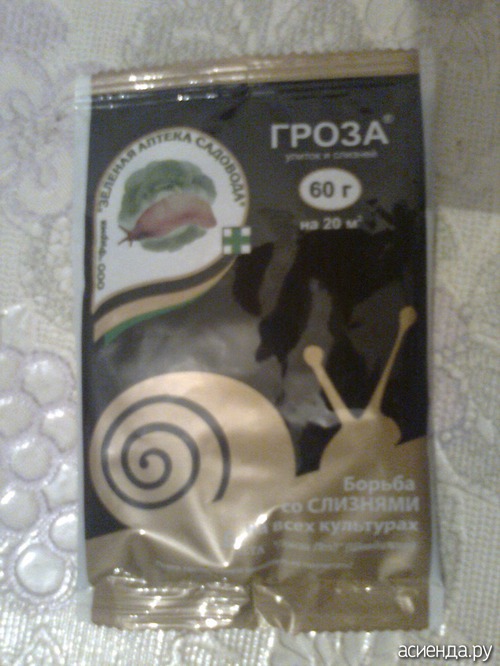 ООО "Фирма "ЗЕЛЕНАЯ АПТЕКА САДОВОДА"
ГРОЗА®
улиток и слизней
60 г
на 20 м²
Борьба
со СЛИЗНЯМИ
на всех культурах
асиенда.ру